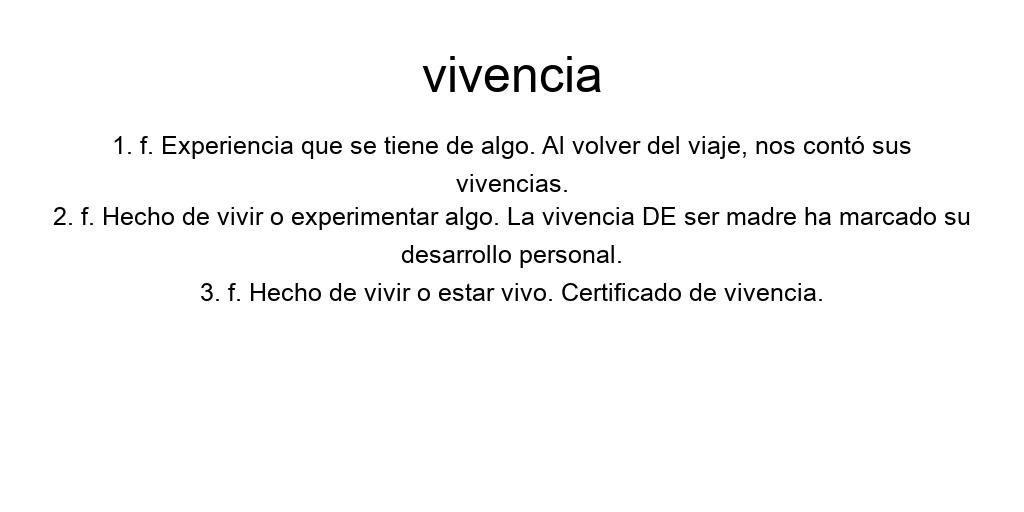 vivencia
1. f. Experiencia que se tiene de algo. Al volver del viaje, nos contó sus
vivencias.
2. f. Hecho de vivir o experimentar algo. La vivencia DE ser madre ha marcado su
desarrollo personal.
3. f. Hecho de vivir o estar vivo. Certificado de vivencia.